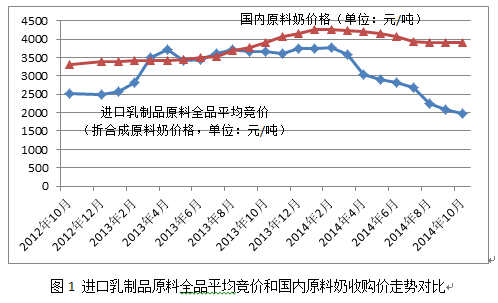 国内原料奶价格（单位：元/吨）
进口乳制品原料全品平均竞价
（折合成原料奶价格，单位：元/吨）
4500
4000
3500
3000
2500
2000
1500
1000
500
0
2012年10月
2012年12月
2013年2月
2013年4月
2013年6月
2013年8月
2013年10月
2013年12月
2014年2月
2014年4月
2014年6月
2014年8月
2014年10月
图 1 进口乳制品原料全品平均竞价和国内原料奶收购价走势对比